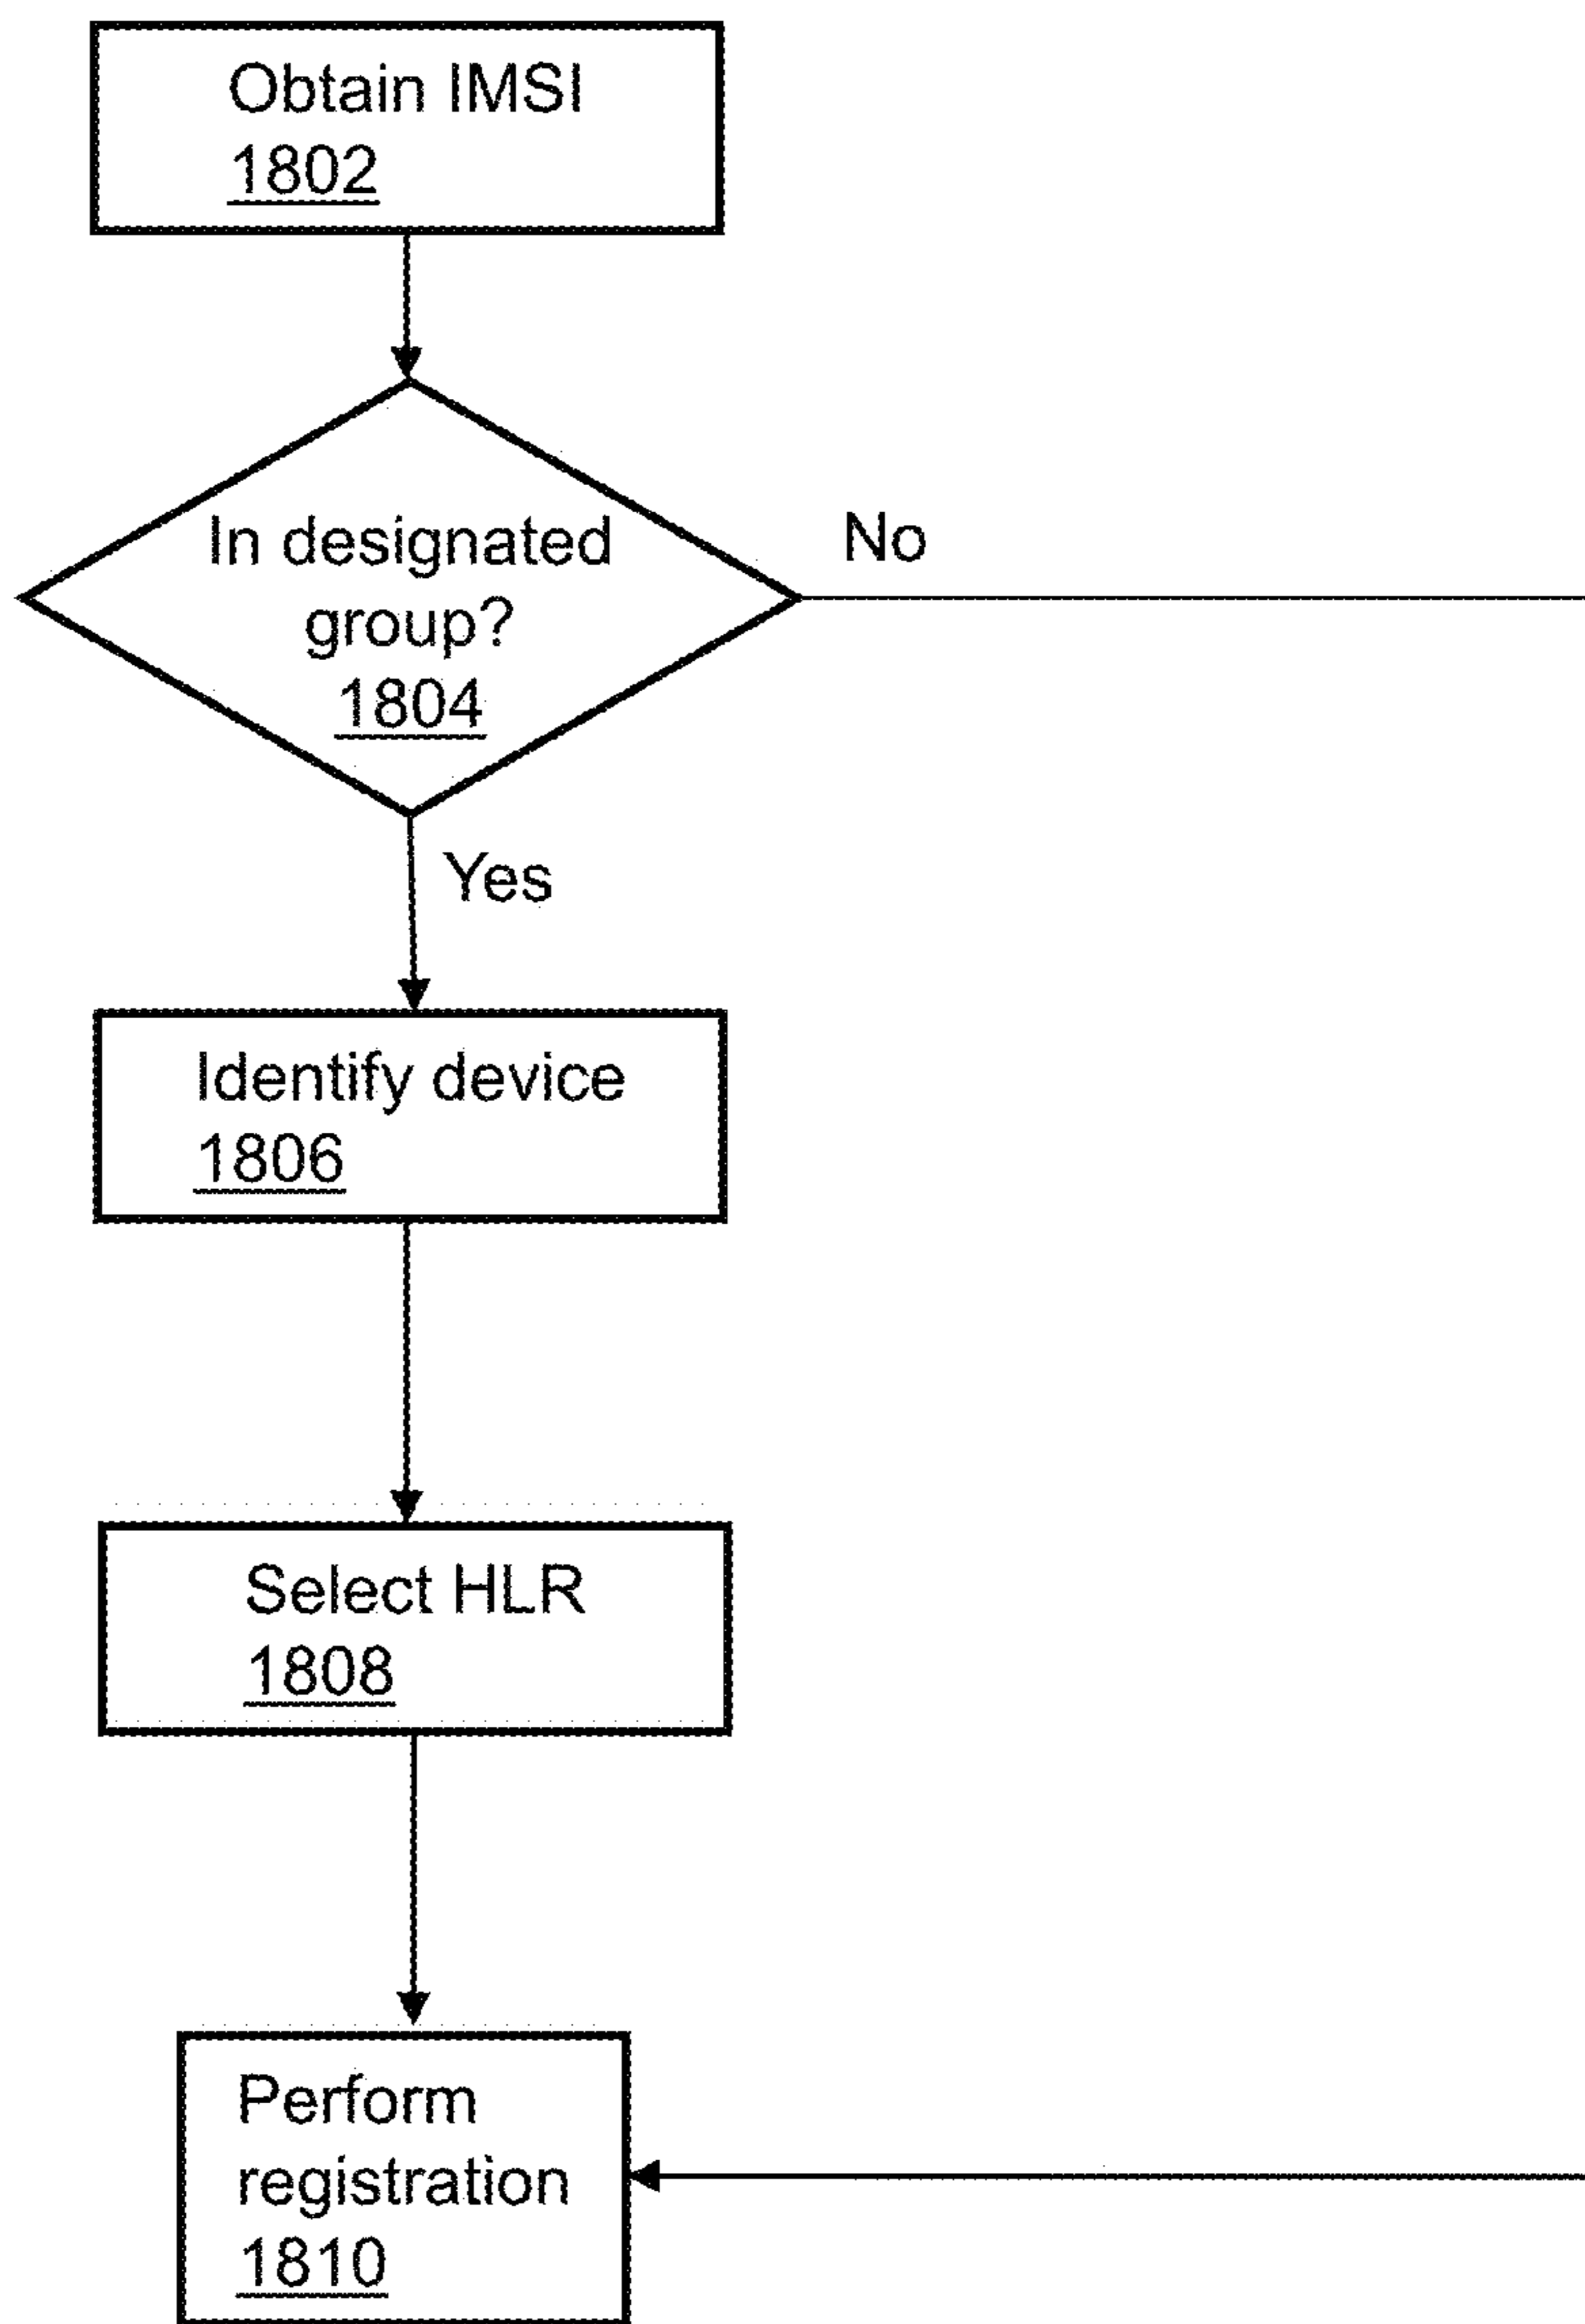 Obtain IMSI
1802
In designated
group?
1804
No
Yes
Identify device
1806
Select HLR
1808
Perform
registration
1810